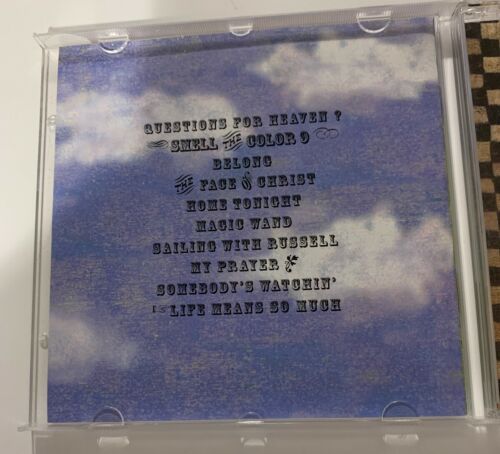 QUESTIONS FOR HEAVEN ?
SMELL THE COLOR 9
BELONG
THE FACE OF CHRIST
HOME TONIGHT
MAGIC WAND
SAILING WITH RUSSELL
MY PRAYER
SOMEBODY'S WATCHIN'
LIFE MEANS SO MUCH